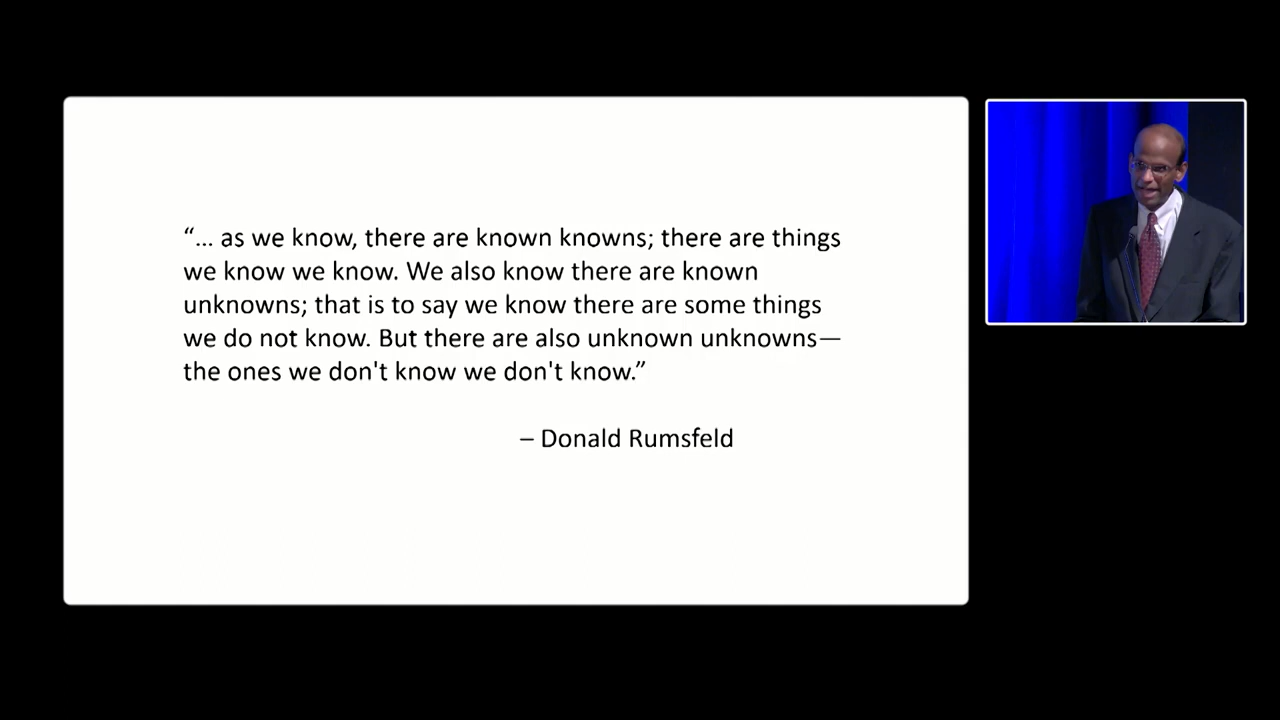 “... as we know, there are known knowns; there are things
we know we know. We also know there are known
unknowns; that is to say we know there are some things
we do not know. But there are also unknown unknowns—
the ones we don't know we don't know.”
– Donald Rumsfeld